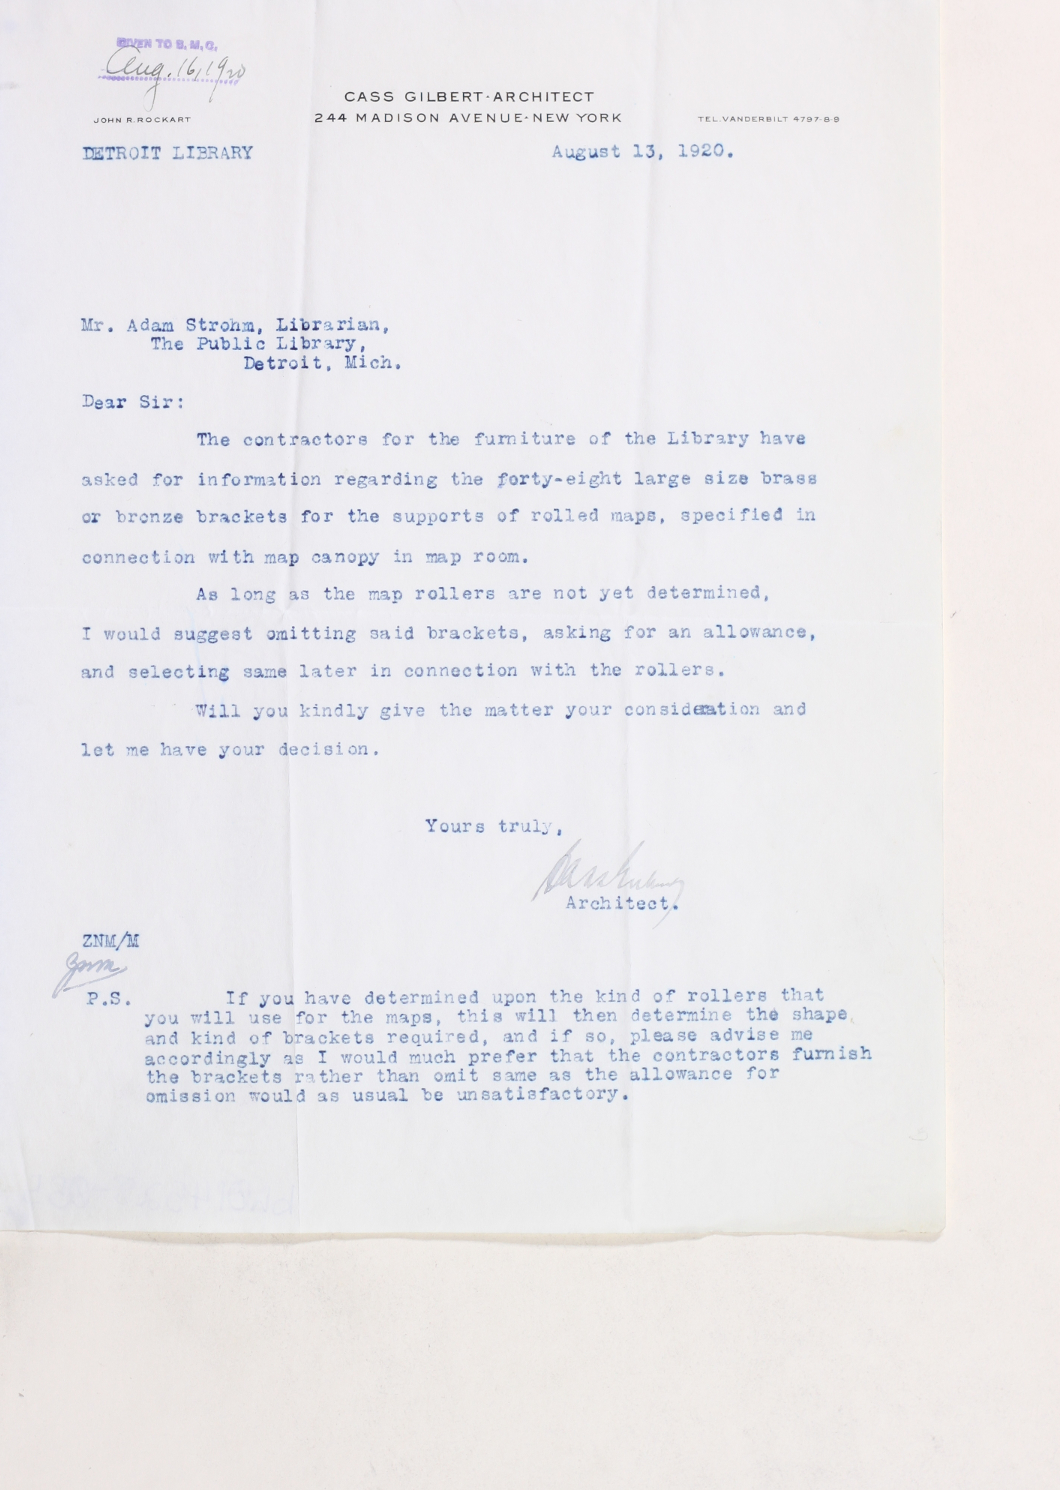 GIVEN TO S. M. G.
Aug. 16, 1920
CASS GILBERT·ARCHITECT
JOHN R. ROCKART 244 MADISON AVENUE·NEW YORK TEL. VANDERBILT 4797-8-9
DETROIT LIBRARY August 13, 1920.
Mr. Adam Strohm, Librarian,
The Public Library,
Detroit, Mich.
Dear Sir:
The contractors for the furniture of the Library have
asked for information regarding the forty-eight large size brass
or bronze brackets for the supports of rolled maps, specified in
connection with map canopy in map room.
As long as the map rollers are not yet determined,
I would suggest omitting said brackets, asking for an allowance,
and selecting same later in connection with the rollers.
Will you kindly give the matter your consideration and
let me have your decision.
Yours truly,
Cass Gilbert
Architect.
ZNM/M
znm
P.S. If you have determined upon the kind of rollers that
you will use for the maps, this will then determine the shape
and kind of brackets required, and if so, please advise me
accordingly as I would much prefer that the contractors furnish
the brackets rather than omit same as the allowance for
omission would as usual be unsatisfactory.